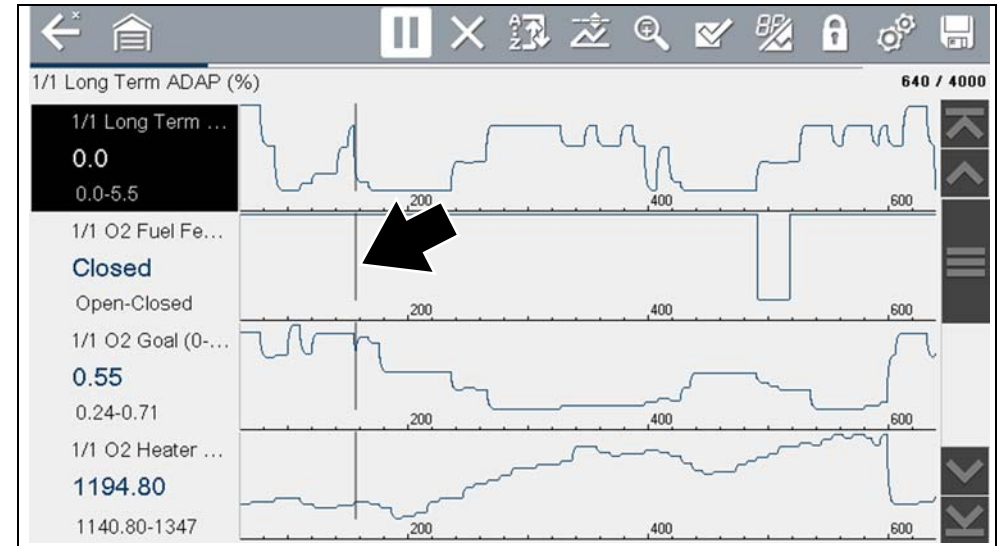 1/1 Long Term ADAP (%)
640 / 4000
1/1 Long Term ...
0.0
0.0-5.5
200
400
600
1/1 O2 Fuel Fe...
Closed
Open-Closed
200
400
600
1/1 O2 Goal (0-...
0.55
0.24-0.71
200
400
600
1/1 O2 Heater ...
1194.80
1140.80-1347
200
400
600